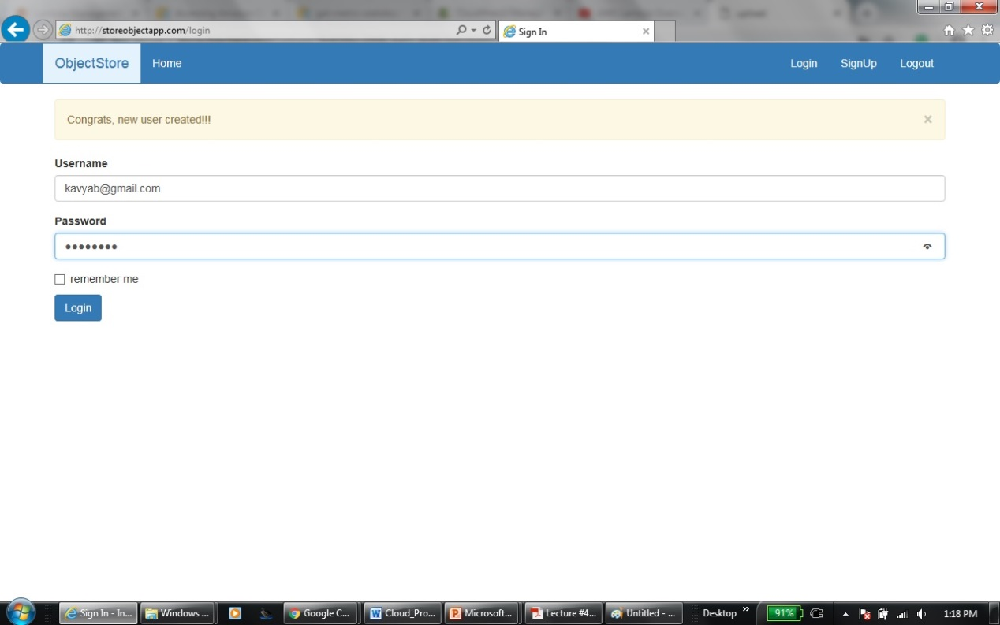 http://storeobjectapp.com/login
Sign In
ObjectStore
Home
Login
SignUp
Logout
Congrats, new user created!!!
Username
kavyab@gmail.com
Password
remember me
Login
Sign In - In...
Windows ...
Google C...
Cloud_Pro...
Microsoft...
Lecture #4...
Untitled - ...
Desktop
91%
1:18 PM